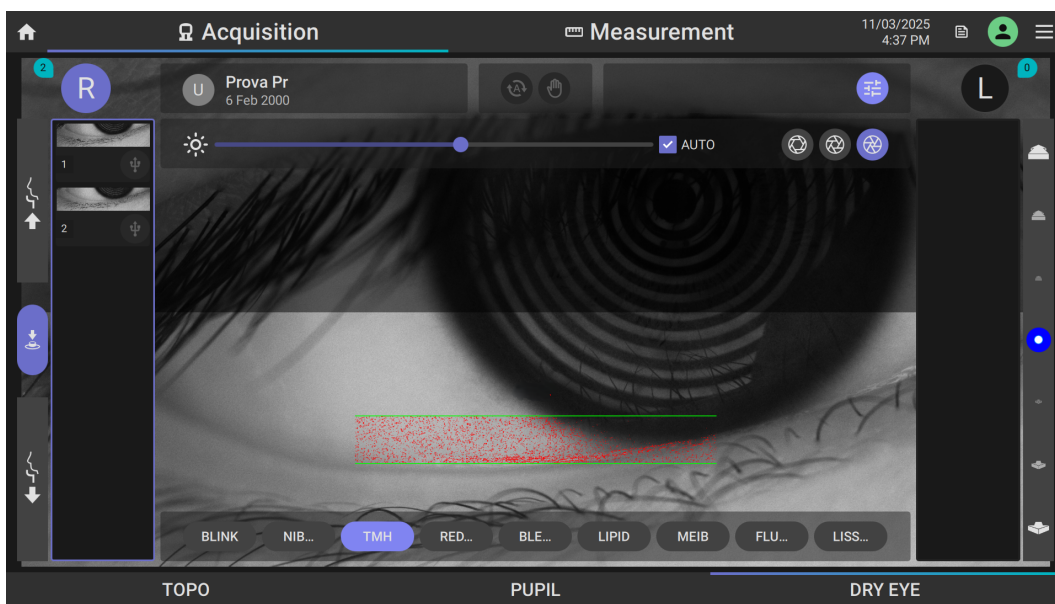 Acquisition
Measurement
11/03/2025
4:37 PM
2
R
U
Prova Pr
6 Feb 2000
A
L
0
AUTO
1
2
BLINK
NIB...
TMH
RED...
BLE...
LIPID
MEIB
FLU...
LISS...
TOPO
PUPIL
DRY EYE